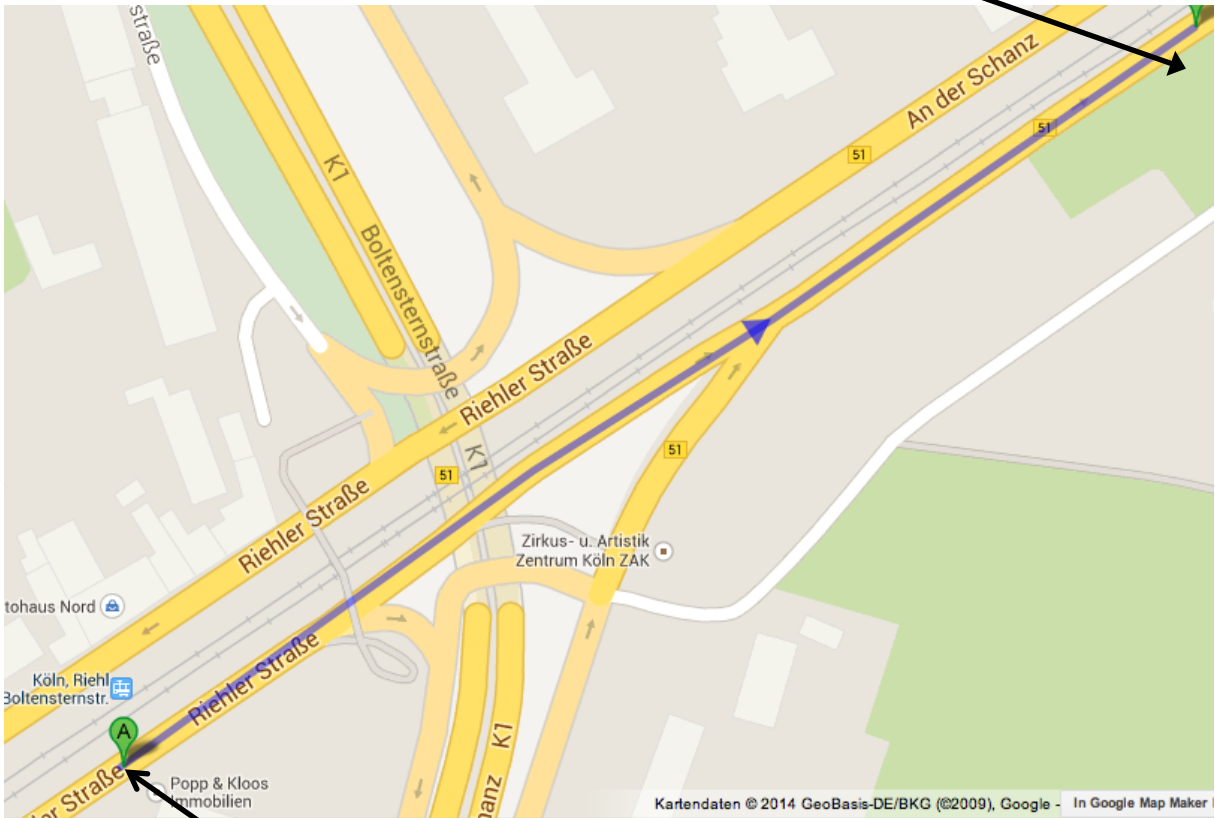 straße
An der Schanz
51
51
K1
Boltensternstraße
Riehler Straße
K1
51
51
Riehler Straße
Zirkus- u. Artistik
Zentrum Köln ZAK
tohaus Nord
Riehler Straße
Köln, Riehl
Boltensternstr.
A
K1
Popp & Kloos
Immobilien
ler Straße
hanz
Kartendaten © 2014 GeoBasis-DE/BKG (©2009), Google -
In Google Map Maker